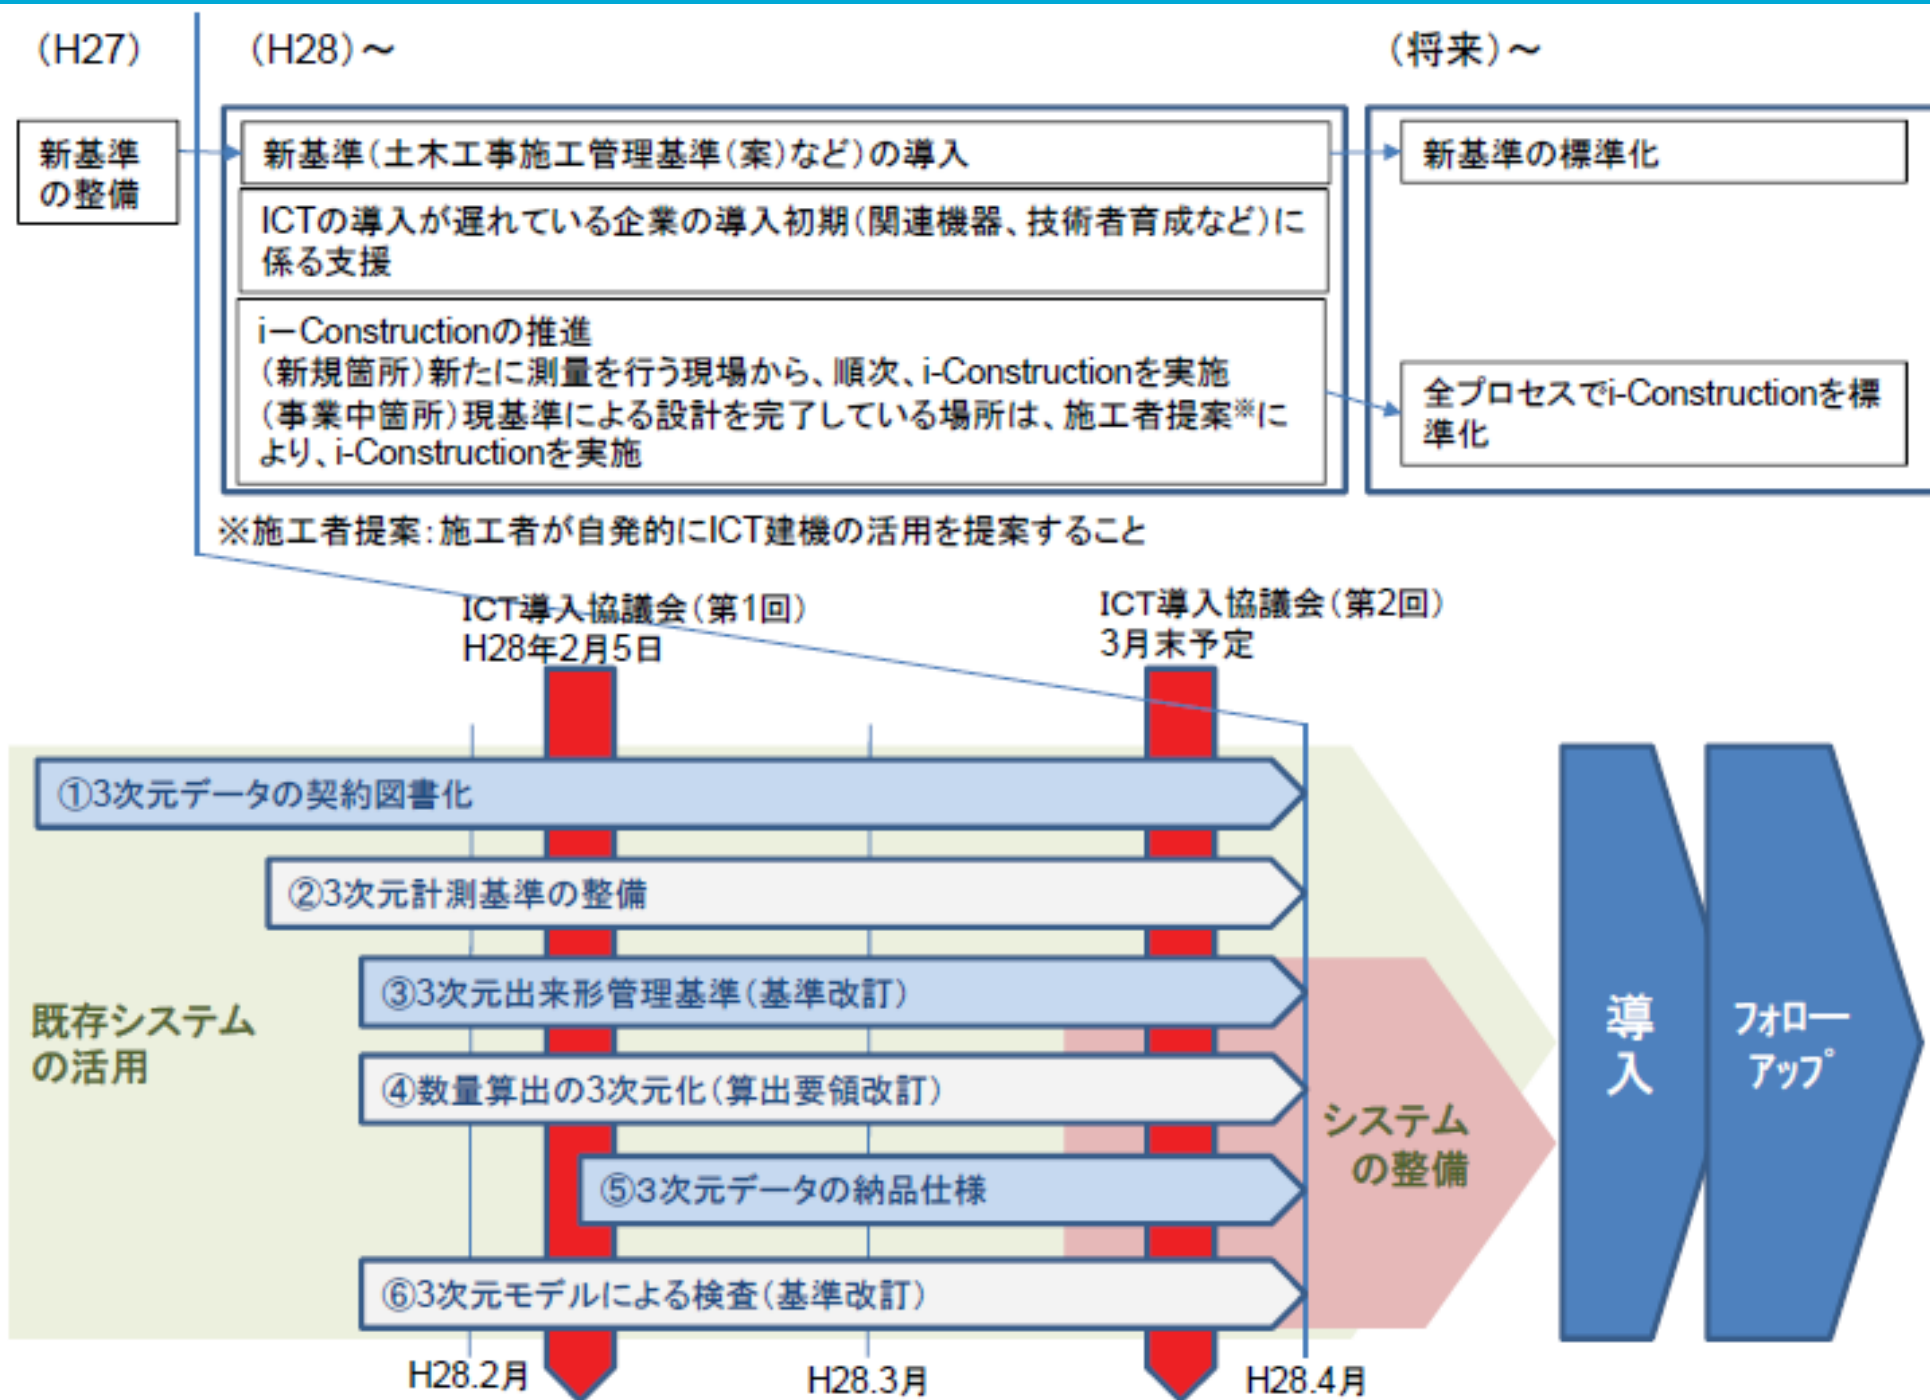 (H27)
(H28)～
(将来)～
新基準
の整備
新基準(土木工事施工管理基準(案)など)の導入
新基準の標準化
ICTの導入が遅れている企業の導入初期(関連機器、技術者育成など)に
係る支援
i－Constructionの推進
(新規箇所)新たに測量を行う現場から、順次、i-Constructionを実施
(事業中箇所)現基準による設計を完了している場所は、施工者提案※に
より、i-Constructionを実施
全プロセスでi-Constructionを標
準化
※施工者提案:施工者が自発的にICT建機の活用を提案すること
ICT導入協議会(第1回)
H28年2月5日
ICT導入協議会(第2回)
3月末予定
①3次元データの契約図書化
②3次元計測基準の整備
③3次元出来形管理基準(基準改訂)
④数量算出の3次元化(算出要領改訂)
⑤3次元データの納品仕様
⑥3次元モデルによる検査(基準改訂)
既存システム
の活用
システム
の整備
導
入
フォロー
アップ
H28.2月
H28.3月
H28.4月